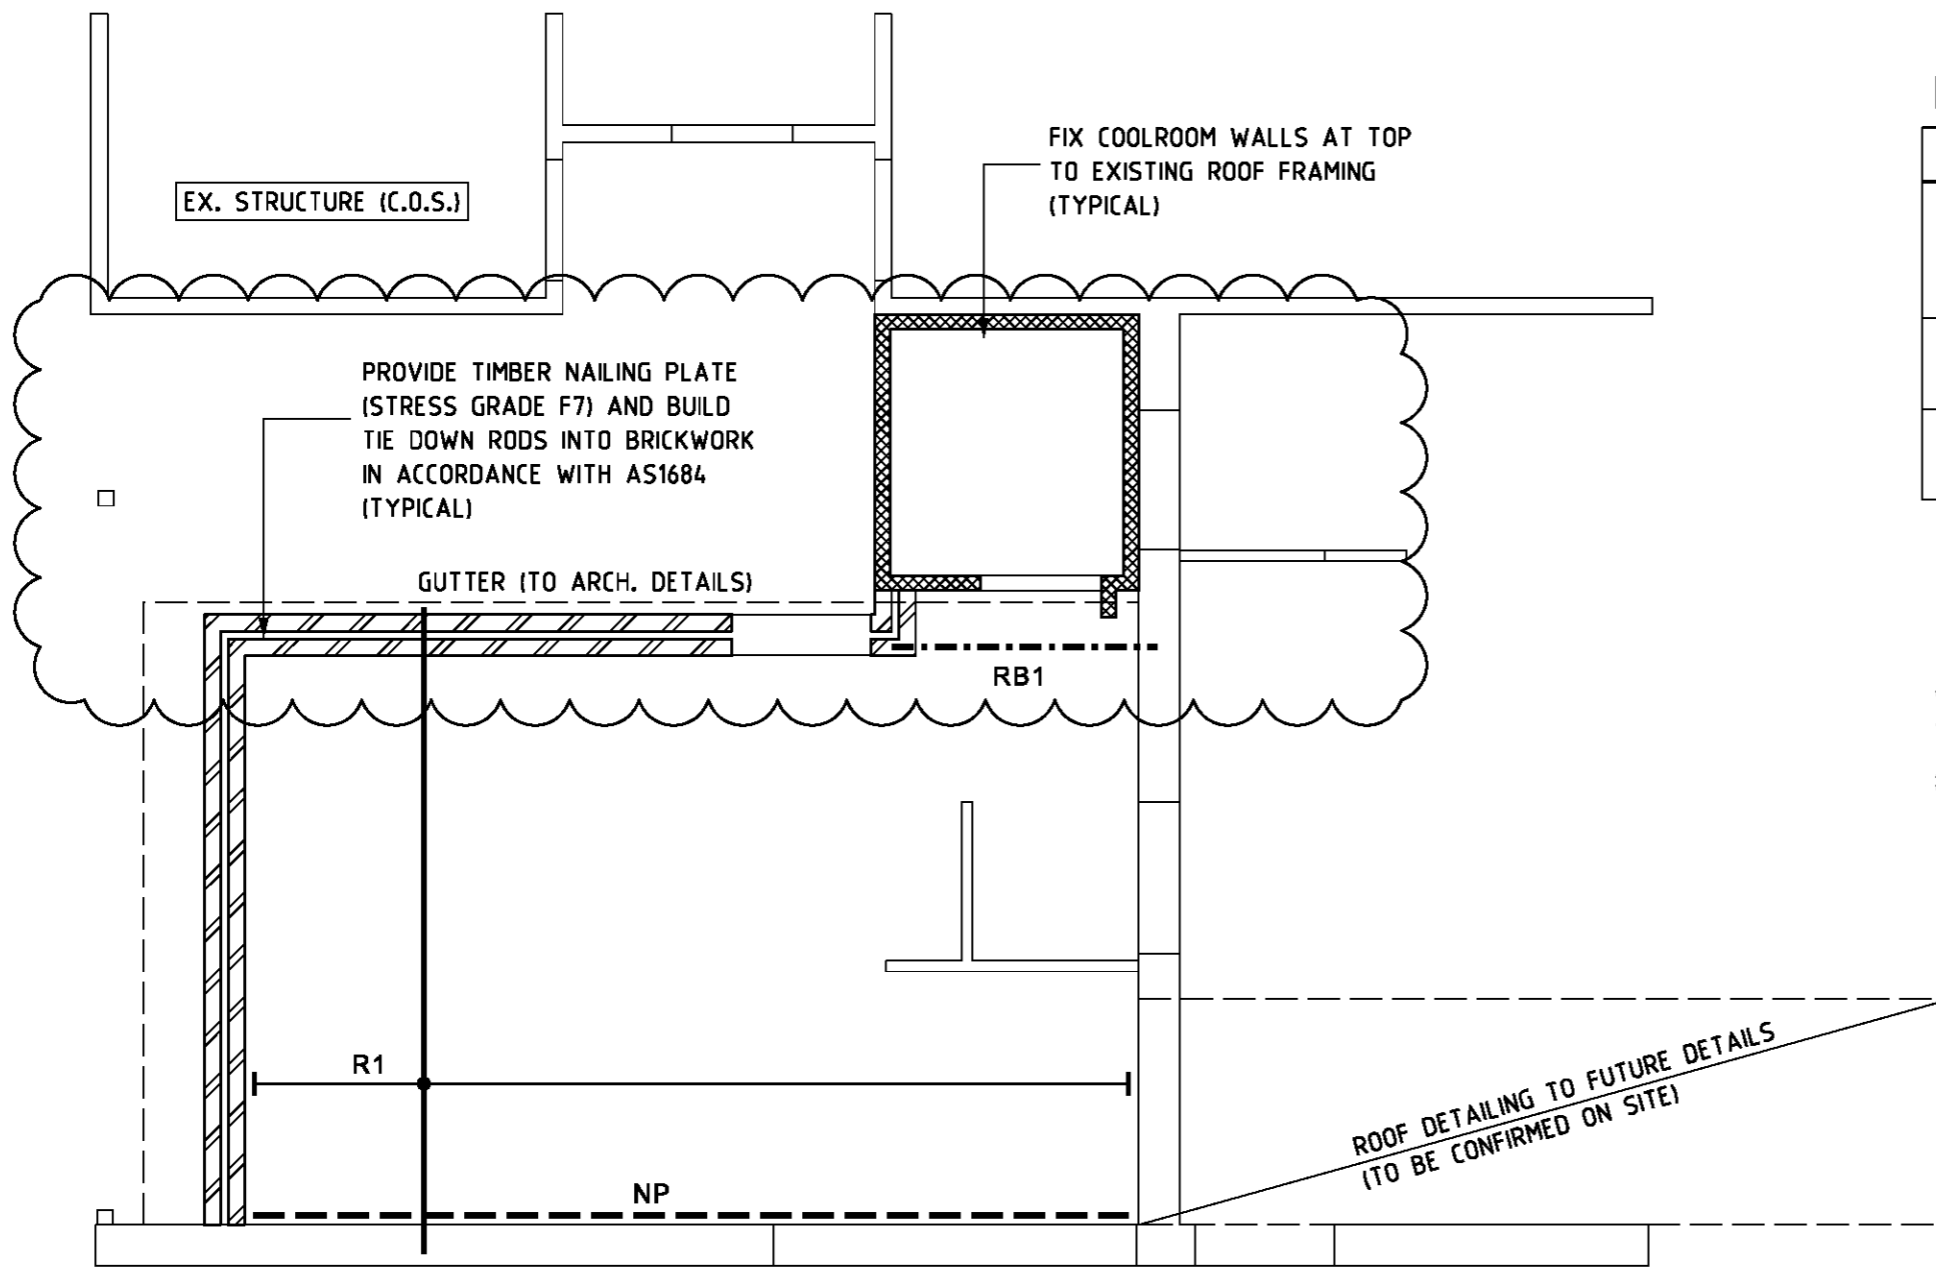 FIX COOLROOM WALLS AT TOP
TO EXISTING ROOF FRAMING
(TYPICAL)
EX. STRUCTURE (C.O.S.)
PROVIDE TIMBER NAILING PLATE
(STRESS GRADE F7) AND BUILD
TIE DOWN RODS INTO BRICKWORK
IN ACCORDANCE WITH AS1684
(TYPICAL)
GUTTER (TO ARCH. DETAILS)
RB1
R1
ROOF DETAILING TO FUTURE DETAILS
(TO BE CONFIRMED ON SITE)
NP